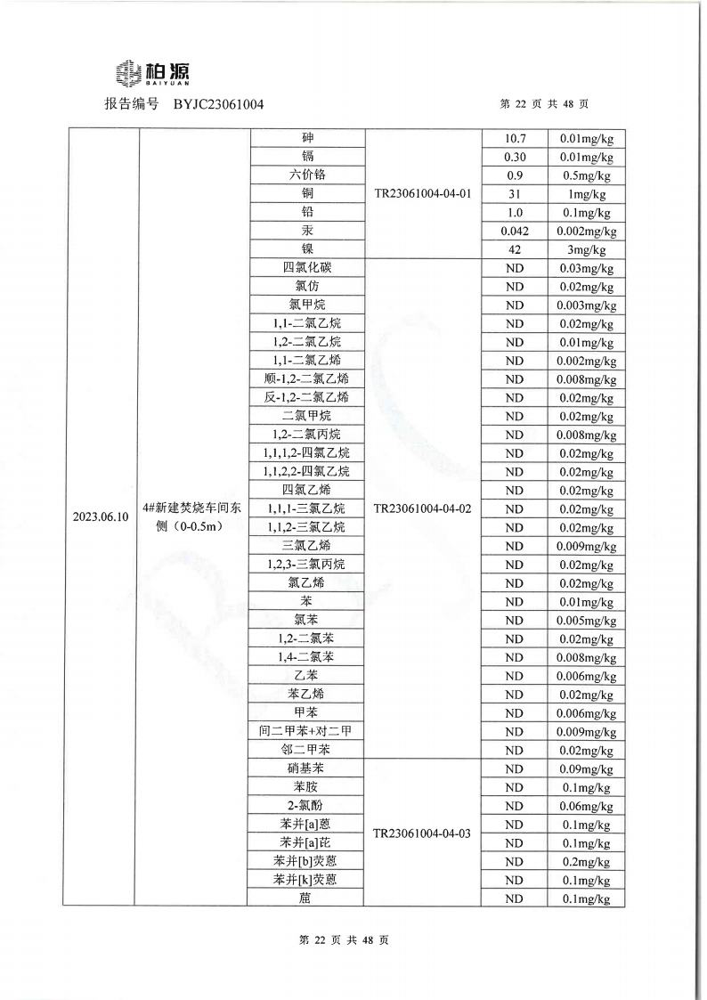 柏源
BAIYUAN
报告编号 BYJC23061004
第 22 页 共 48 页
砷 10.7 0.01mg/kg
镉 0.30 0.01mg/kg
六价铬 0.9 0.5mg/kg
铜 TR23061004-04-01 31 1mg/kg
铅 1.0 0.1mg/kg
汞 0.042 0.002mg/kg
镍 42 3mg/kg
四氯化碳 ND 0.03mg/kg
氯仿 ND 0.02mg/kg
氯甲烷 ND 0.003mg/kg
1,1-二氯乙烷 ND 0.02mg/kg
1,2-二氯乙烷 ND 0.01mg/kg
1,1-二氯乙烯 ND 0.002mg/kg
顺-1,2-二氯乙烯 ND 0.008mg/kg
反-1,2-二氯乙烯 ND 0.02mg/kg
二氯甲烷 ND 0.02mg/kg
1,2-二氯丙烷 ND 0.008mg/kg
1,1,1,2-四氯乙烷 ND 0.02mg/kg
1,1,2,2-四氯乙烷 ND 0.02mg/kg
四氯乙烯 ND 0.02mg/kg
2023.06.10 4#新建焚烧车间东 1,1,1-三氯乙烷 TR23061004-04-02 ND 0.02mg/kg
侧（0-0.5m） 1,1,2-三氯乙烷 ND 0.02mg/kg
三氯乙烯 ND 0.009mg/kg
1,2,3-三氯丙烷 ND 0.02mg/kg
氯乙烯 ND 0.02mg/kg
苯 ND 0.01mg/kg
氯苯 ND 0.005mg/kg
1,2-二氯苯 ND 0.02mg/kg
1,4-二氯苯 ND 0.008mg/kg
乙苯 ND 0.006mg/kg
苯乙烯 ND 0.02mg/kg
甲苯 ND 0.006mg/kg
间二甲苯+对二甲 ND 0.009mg/kg
邻二甲苯 ND 0.02mg/kg
硝基苯 ND 0.09mg/kg
苯胺 ND 0.1mg/kg
2-氯酚 ND 0.06mg/kg
苯并[a]蒽 TR23061004-04-03 ND 0.1mg/kg
苯并[a]芘 ND 0.1mg/kg
苯并[b]荧蒽 ND 0.2mg/kg
苯并[k]荧蒽 ND 0.1mg/kg
䓛 ND 0.1mg/kg
第 22 页 共 48 页